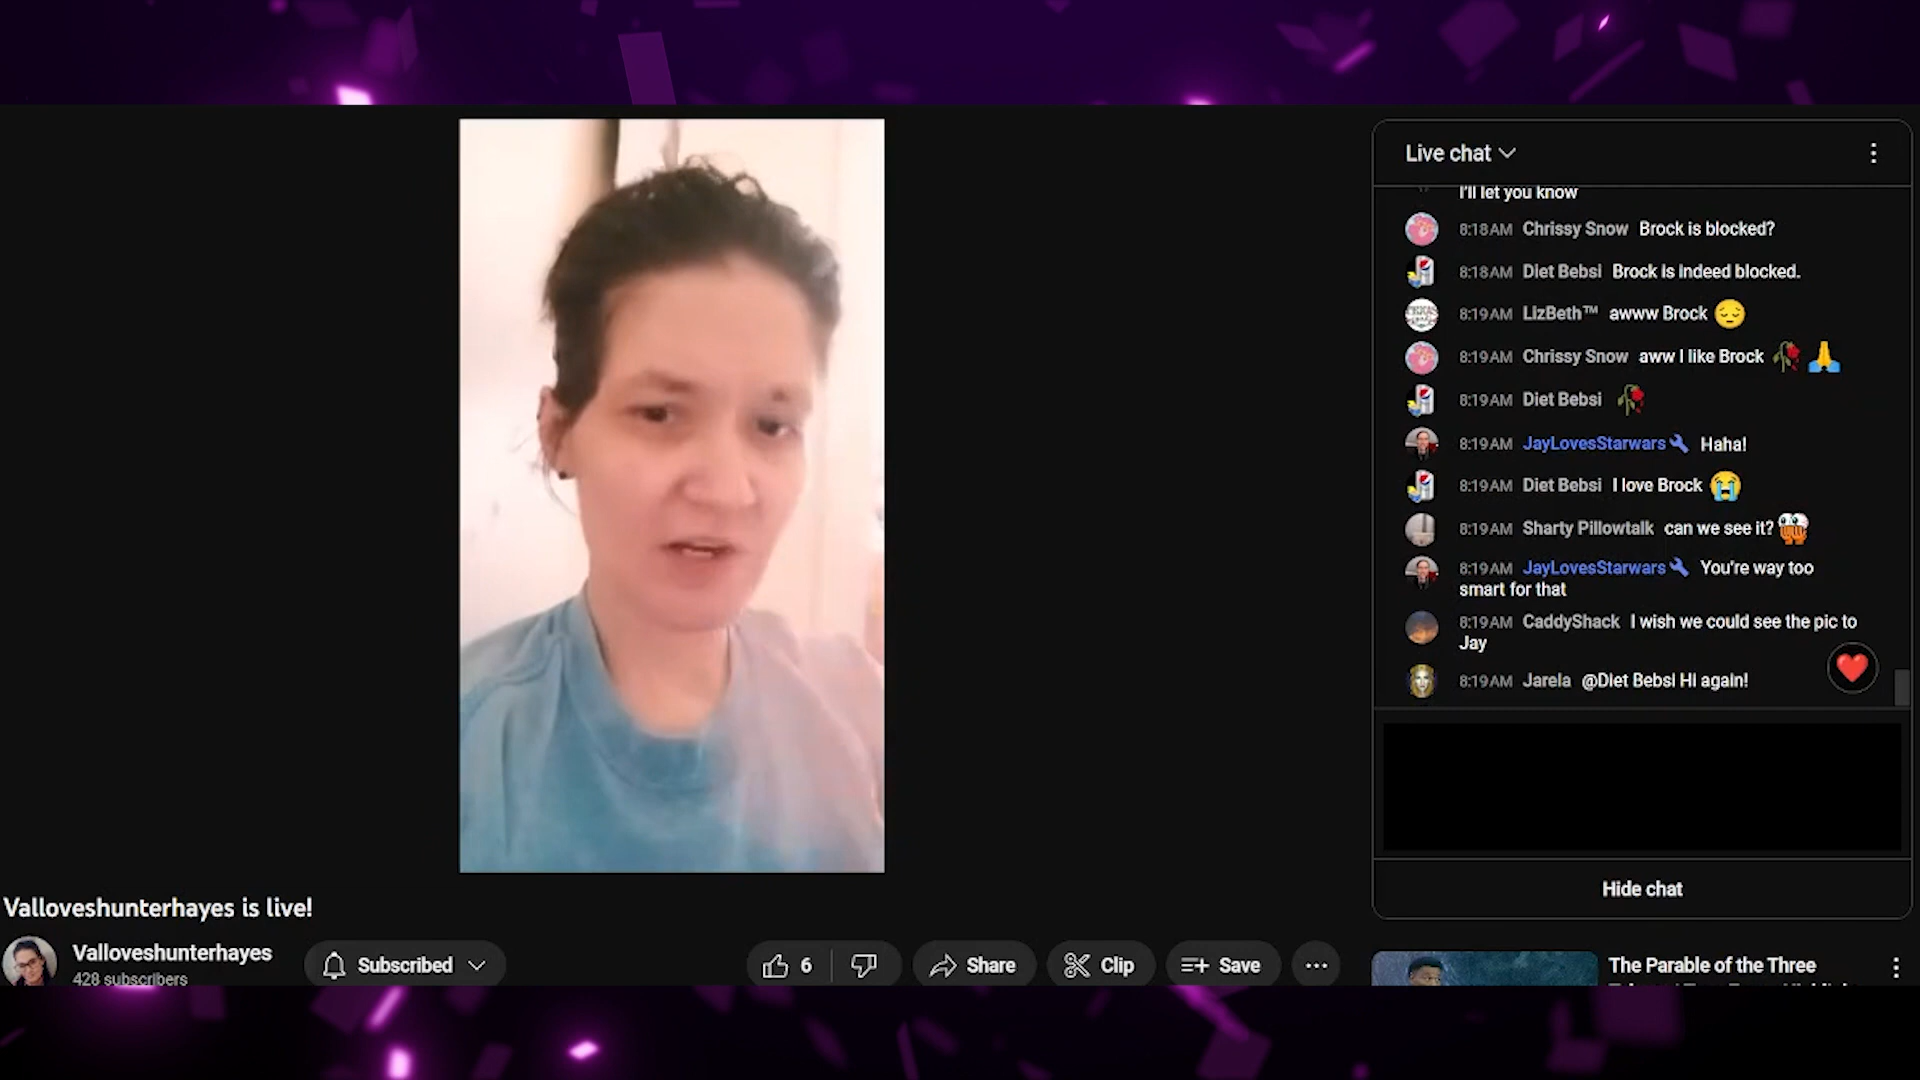 Live chat
I'll let you know
8:18 AM Chrissy Snow Brock is blocked?
8:18 AM Diet Bebsi Brock is indeed blocked.
8:19 AM LizBeth™ awww Brock
8:19 AM Chrissy Snow aww I like Brock
8:19 AM Diet Bebsi
8:19 AM JayLovesStarwars Haha!
8:19 AM Diet Bebsi I love Brock
8:19 AM Sharty Pillowtalk can we see it?
8:19 AM JayLovesStarwars You're way too
smart for that
8:19 AM CaddyShack I wish we could see the pic to
Jay
8:19 AM Jarela @Diet Bebsi Hi again!
Hide chat
Valloveshunterhayes is live!
Valloveshunterhayes
428 subscribers
Subscribed
6
Share
Clip
Save
The Parable of the Three